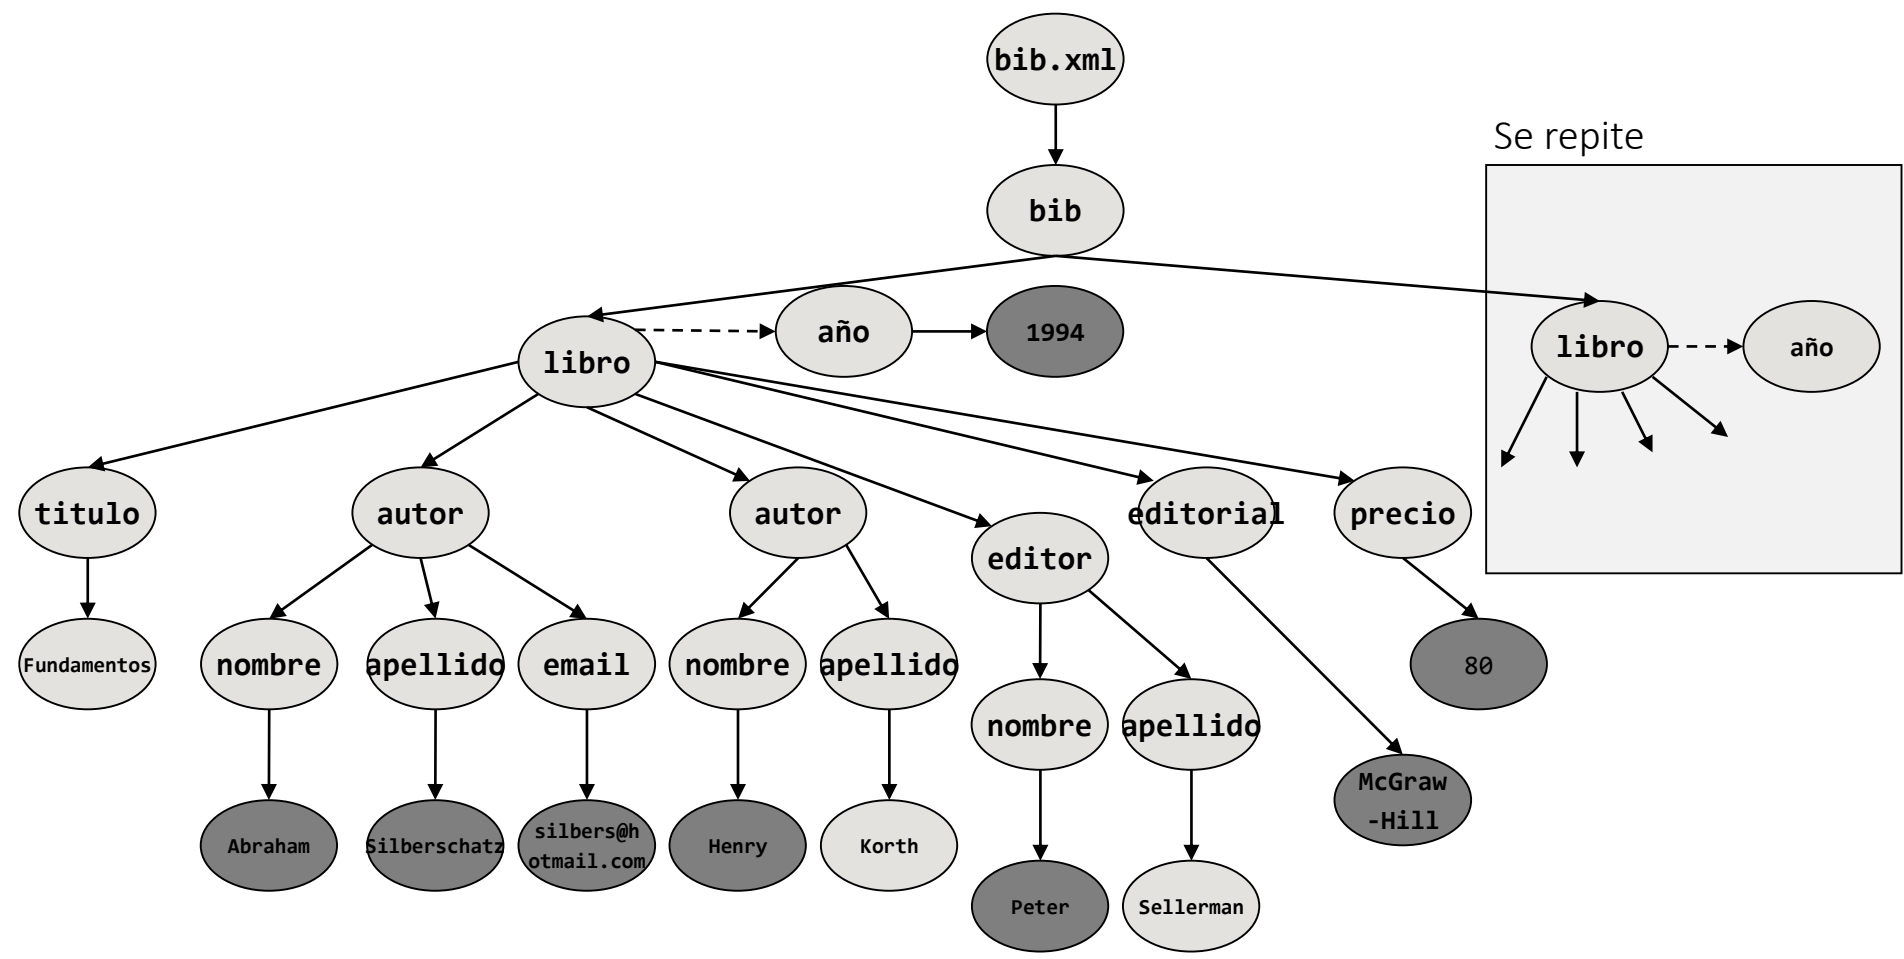 bib.xml
Se repite
bib
año
1994
libro
libro
año
titulo
autor
autor
editorial
precio
editor
Fundamentos
nombre
apellido
email
nombre
apellido
80
nombre
apellido
McGraw
-Hill
Abraham
Silberschatz
silbers@h
otmail.com
Henry
Korth
Peter
Sellerman